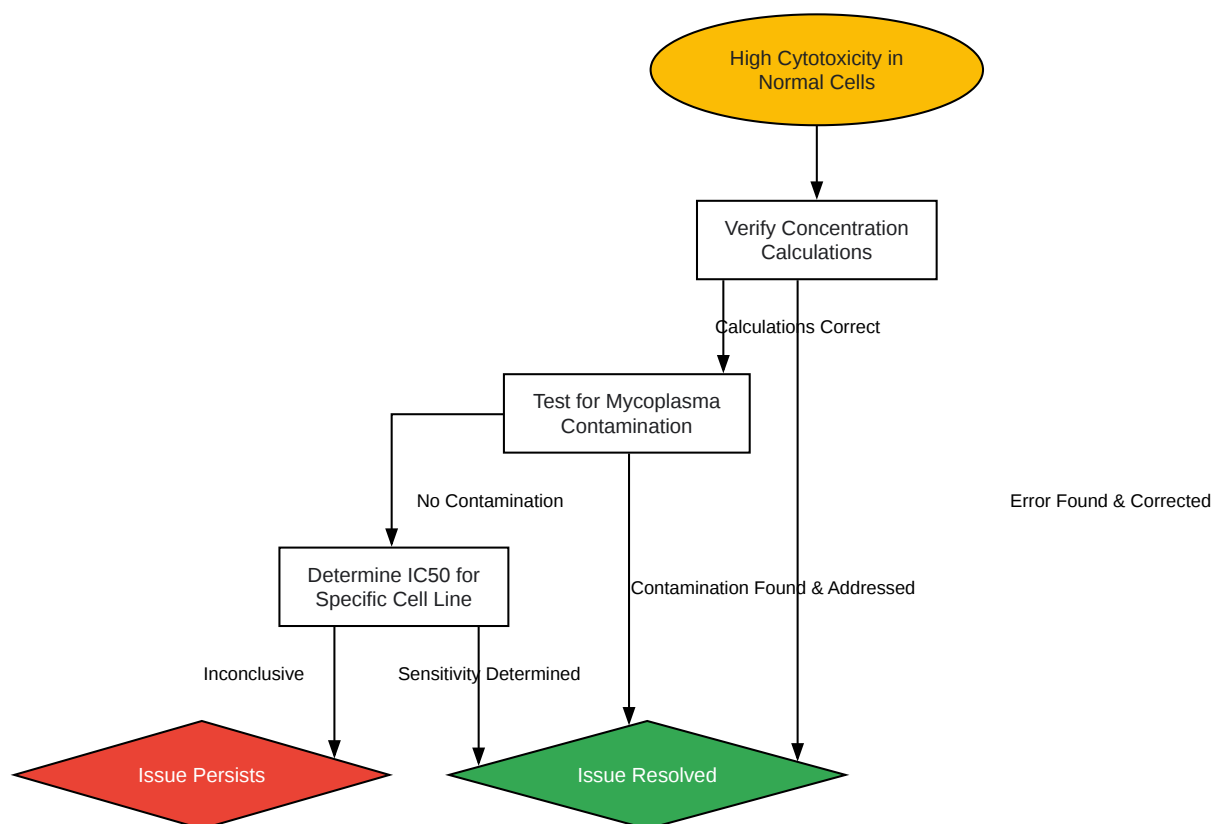 High Cytotoxicity in
Normal Cells
Verify Concentration
Calculations
Calculations Correct
Test for Mycoplasma
Contamination
No Contamination
Error Found & Corrected
Determine IC50 for
Specific Cell Line
Contamination Found & Addressed
Inconclusive
Sensitivity Determined
Issue Persists
Issue Resolved